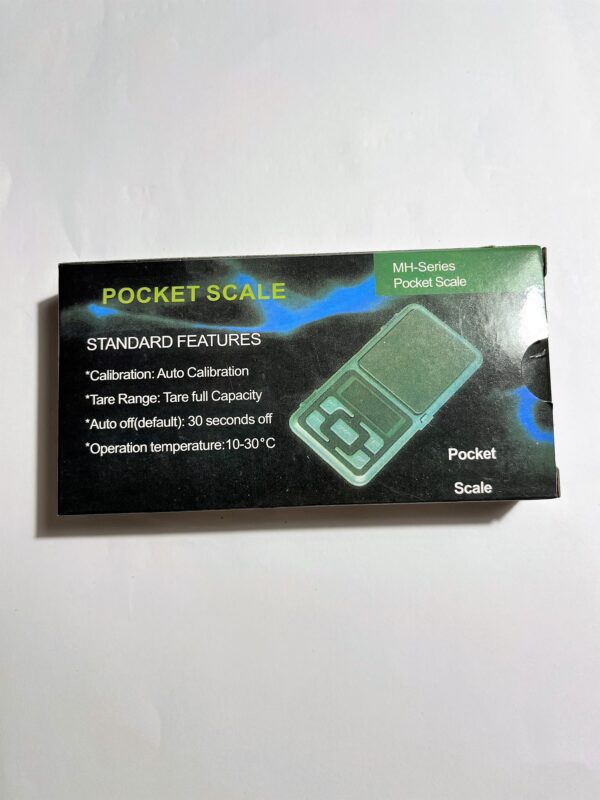 MH-Series
Pocket Scale
POCKET SCALE
STANDARD FEATURES
*Calibration: Auto Calibration
*Tare Range: Tare full Capacity
*Auto off(default): 30 seconds off
*Operation temperature:10-30°C
Pocket
Scale